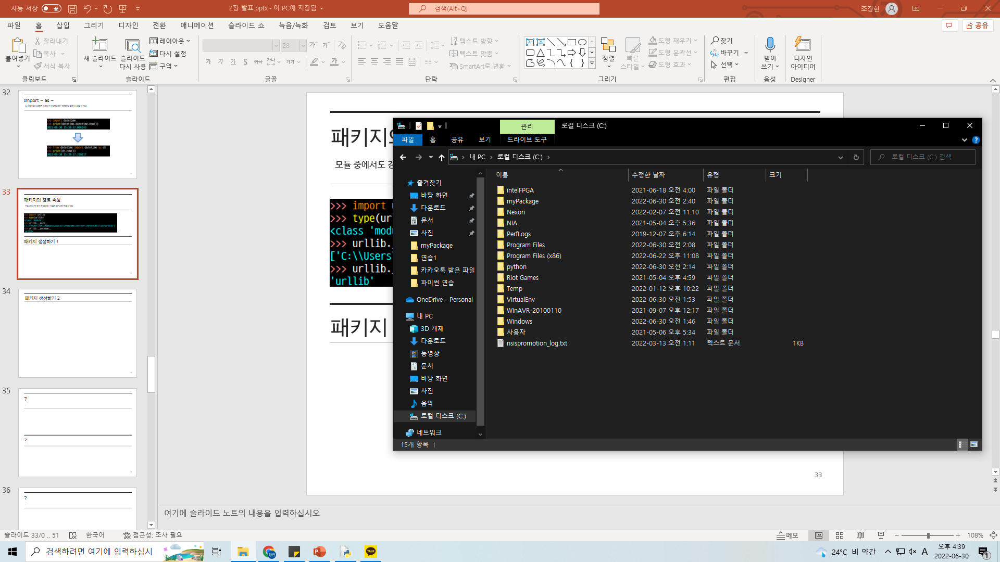 자동 저장 끔
2장 발표.pptx • 이 PC에 저장됨
검색(Alt+Q)
조장현
파일 홈 삽입 그리기 디자인 전환 애니메이션 슬라이드 쇼 녹음/녹화 검토 보기 도움말
공유
붙여넣기
잘라내기
복사
서식 복사
클립보드
새 슬라이드
슬라이드
다시 사용
레이아웃
다시 설정
구역
슬라이드
28
글꼴
텍스트 방향
텍스트 맞춤
SmartArt로 변환
단락
정렬
빠른
스타일
도형 채우기
도형 윤곽선
도형 효과
그리기
찾기
바꾸기
선택
편집
받아
쓰기
음성
디자인
아이디어
Designer
32
Import – as –
>>> import datetime
>>> print(datetime.datetime.now())
>>> from datetime import datetime as dt
>>> print(dt.now())
33
패키지의 경로 속성
패키지 생성하기 1
34
패키지 생성하기 2
35
?
?
36
?
패키지의
모듈 중에서도 경
>>> import
>>> type(url
<class 'modu
>>> urllib.
['C:\\Users
>>> urllib.
'urllib'
패키지
33
관리
로컬 디스크 (C:)
파일 홈 공유 보기 드라이브 도구
내 PC 로컬 디스크 (C:)
로컬 디스크 (C:) 검색
즐겨찾기
바탕 화면
다운로드
문서
사진
myPackage
연습1
카카오톡 받은 파일
파이썬 연습
OneDrive - Personal
내 PC
3D 개체
다운로드
동영상
문서
바탕 화면
사진
음악
로컬 디스크 (C:)
네트워크
이름 수정한 날짜 유형 크기
intelFPGA 2021-06-18 오전 4:00 파일 폴더
myPackage 2022-06-30 오전 2:40 파일 폴더
Nexon 2022-02-07 오전 11:10 파일 폴더
NIA 2021-05-04 오후 5:36 파일 폴더
PerfLogs 2019-12-07 오후 6:14 파일 폴더
Program Files 2022-06-30 오전 2:08 파일 폴더
Program Files (x86) 2022-06-22 오후 11:08 파일 폴더
python 2022-06-30 오전 2:14 파일 폴더
Riot Games 2021-05-04 오후 4:59 파일 폴더
Temp 2022-01-12 오후 10:22 파일 폴더
VirtualEnv 2022-06-30 오전 1:53 파일 폴더
WinAVR-20100110 2021-09-07 오후 12:17 파일 폴더
Windows 2022-06-30 오전 1:46 파일 폴더
사용자 2021-05-06 오후 5:34 파일 폴더
nsispromotion_log.txt 2022-03-13 오전 1:11 텍스트 문서 1KB
15개 항목
여기에 슬라이드 노트의 내용을 입력하십시오
슬라이드 33/0 .. 51
한국어
접근성: 조사 필요
메모
108%
검색하려면 여기에 입력하십시
TALK
24°C 비 약간
A
오후 4:39
2022-06-30
1